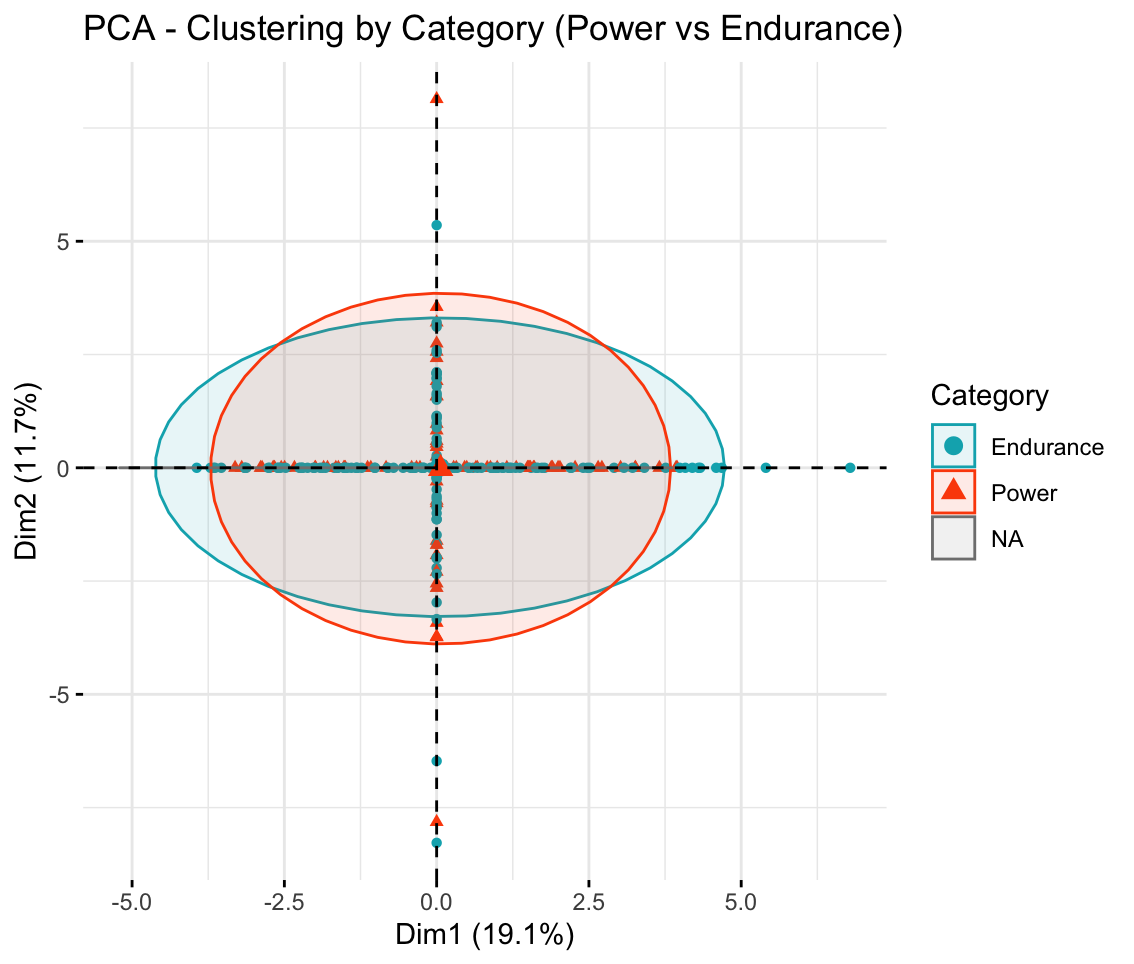 PCA - Clustering by Category (Power vs Endurance)
Dim2 (11.7%)
5
0
-5
-5.0
-2.5
0.0
2.5
5.0
Dim1 (19.1%)
Category
Endurance
Power
NA